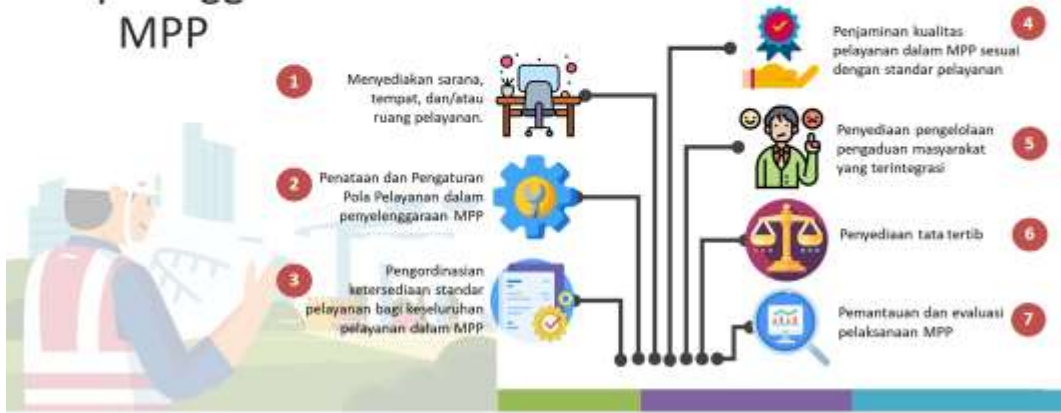 MPP
1
Menyediakan sarana,
tempat, dan/atau
ruang pelayanan.
2
Penataan dan Pengaturan
Pola Pelayanan dalam
penyelenggaraan MPP
3
Pengordinasian
ketersediaan standar
pelayanan bagi keseluruhan
pelayanan dalam MPP
4
Penjaminan kualitas
pelayanan dalam MPP sesuai
dengan standar pelayanan
5
Penyediaan pengelolaan
pengaduan masyarakat
yang terintegrasi
6
Penyediaan tata tertib
7
Pemantauan dan evaluasi
pelaksanaan MPP